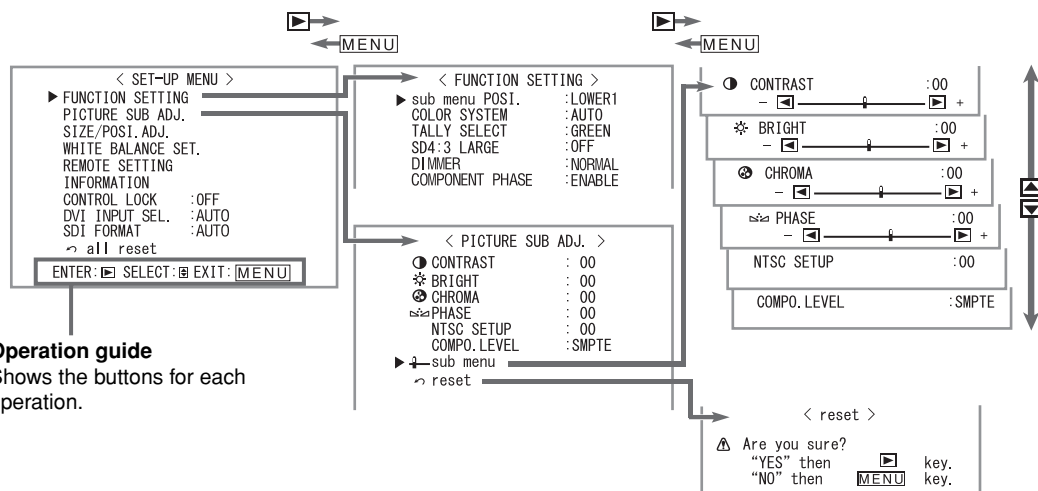 MENU
MENU
< SET-UP MENU >
FUNCTION SETTING
PICTURE SUB ADJ.
SIZE/POSI.ADJ.
WHITE BALANCE SET.
REMOTE SETTING
INFORMATION
CONTROL LOCK :OFF
DVI INPUT SEL. :AUTO
SDI FORMAT :AUTO
all reset
ENTER: SELECT: EXIT: MENU
Operation guide
Shows the buttons for each
operation.
< FUNCTION SETTING >
sub menu POSI. :LOWER1
COLOR SYSTEM :AUTO
TALLY SELECT :GREEN
SD4:3 LARGE :OFF
DIMMER :NORMAL
COMPONENT PHASE :ENABLE
< PICTURE SUB ADJ. >
CONTRAST : 00
BRIGHT : 00
CHROMA : 00
PHASE : 00
NTSC SETUP : 00
COMPO.LEVEL :SMPTE
sub menu
reset
CONTRAST :00
- +
BRIGHT :00
- +
CHROMA :00
- +
PHASE :00
- +
NTSC SETUP :00
COMPO.LEVEL :SMPTE
< reset >
Are you sure?
“YES” then key.
“NO” then MENU key.